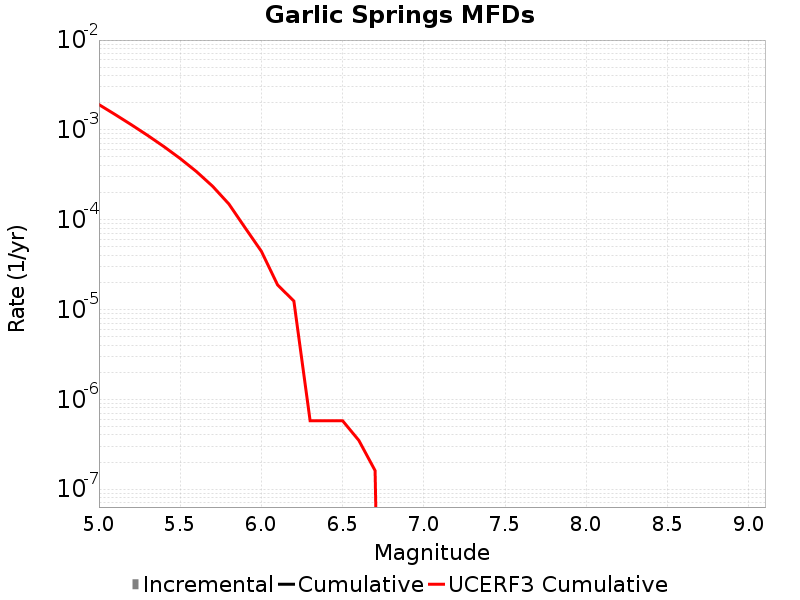 Garlic Springs MFDs
10^-2
10^-3
10^-4
10^-5
10^-6
10^-7
Rate (1/yr)
5.0 5.5 6.0 6.5 7.0 7.5 8.0 8.5 9.0
Magnitude
Incremental Cumulative UCERF3 Cumulative